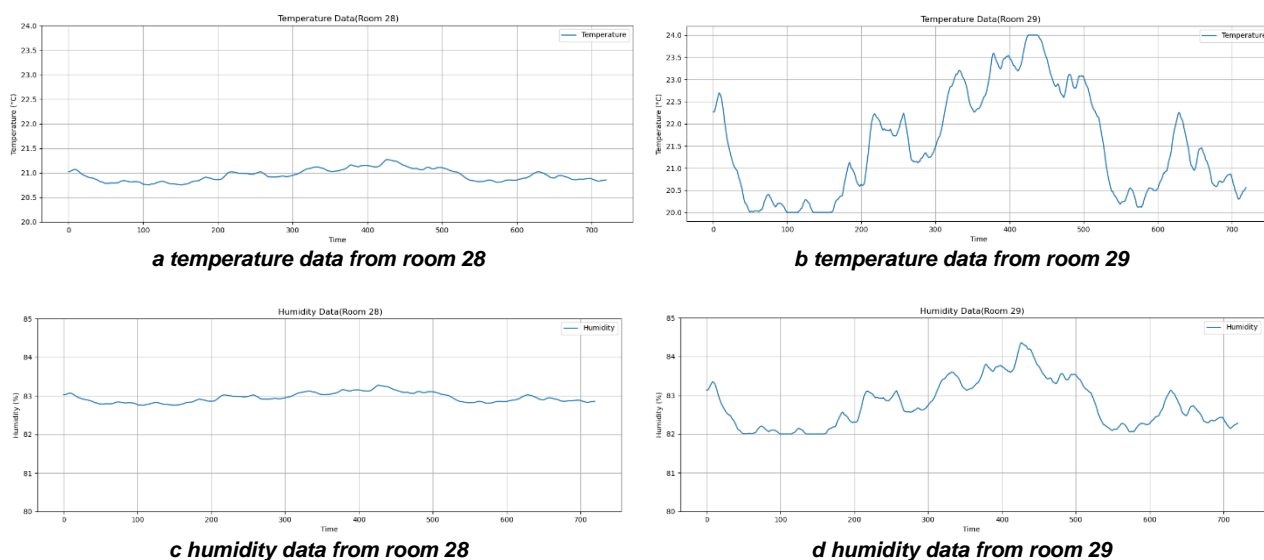 Temperature Data(Room 28)
Temperature
Temperature (°C)
24.0
23.5
23.0
22.5
22.0
21.5
21.0
20.5
20.0
0 100 200 300 400 500 600 700
Time
a temperature data from room 28
Temperature Data(Room 29)
Temperature
Temperature (°C)
24.0
23.5
23.0
22.5
22.0
21.5
21.0
20.5
20.0
0 100 200 300 400 500 600 700
Time
b temperature data from room 29
Humidity Data(Room 28)
Humidity
Humidity (%)
85
84
83
82
81
80
0 100 200 300 400 500 600 700
Time
c humidity data from room 28
Humidity Data(Room 29)
Humidity
Humidity (%)
85
84
83
82
81
80
0 100 200 300 400 500 600 700
Time
d humidity data from room 29